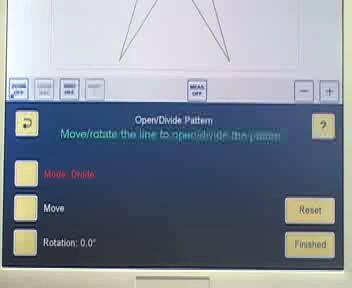 MEAS.
OFF
− +
Open/Divide Pattern
?
Move/rotate the line to open/divide the pattern
Mode: Divide
Move
Reset
Rotation: 0.0°
Finished